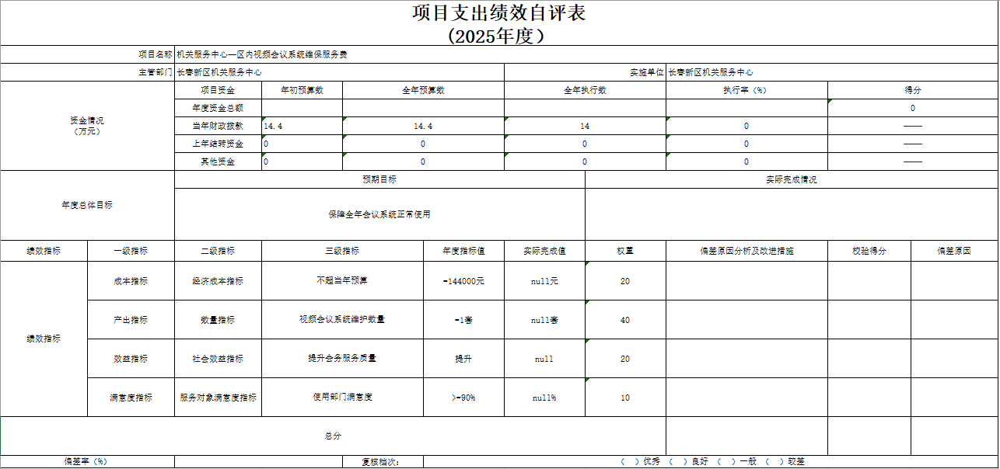 项目支出绩效自评表
(2025年度）
项目名称 机关服务中心—区内视频会议系统维保服务费
主管部门 长春新区机关服务中心 实施单位 长春新区机关服务中心
资金情况
（万元）
项目资金 年初预算数 全年预算数 全年执行数 执行率（%） 得分
年度资金总额 0
当年财政拨款 14.4 14.4 14 0 ——
上年结转资金 0 0 0 0 ——
其他资金 0 0 0 0 ——
年度总体目标
预期目标 实际完成情况
保障全年会议系统正常使用
绩效指标 一级指标 二级指标 三级指标 年度指标值 实际完成值 权重 偏差原因分析及改进措施 校验得分 偏差原因
绩效指标
成本指标 经济成本指标 不超当年预算 =144000元 null元 20
产出指标 数量指标 视频会议系统维护数量 =1套 null套 40
效益指标 社会效益指标 提升会务服务质量 提升 null 20
满意度指标 服务对象满意度指标 使用部门满意度 >=90% null% 10
总分
偏差率（%） 复核档次： （ ）优秀 （ ）良好 （ ）一般 （ ）较差